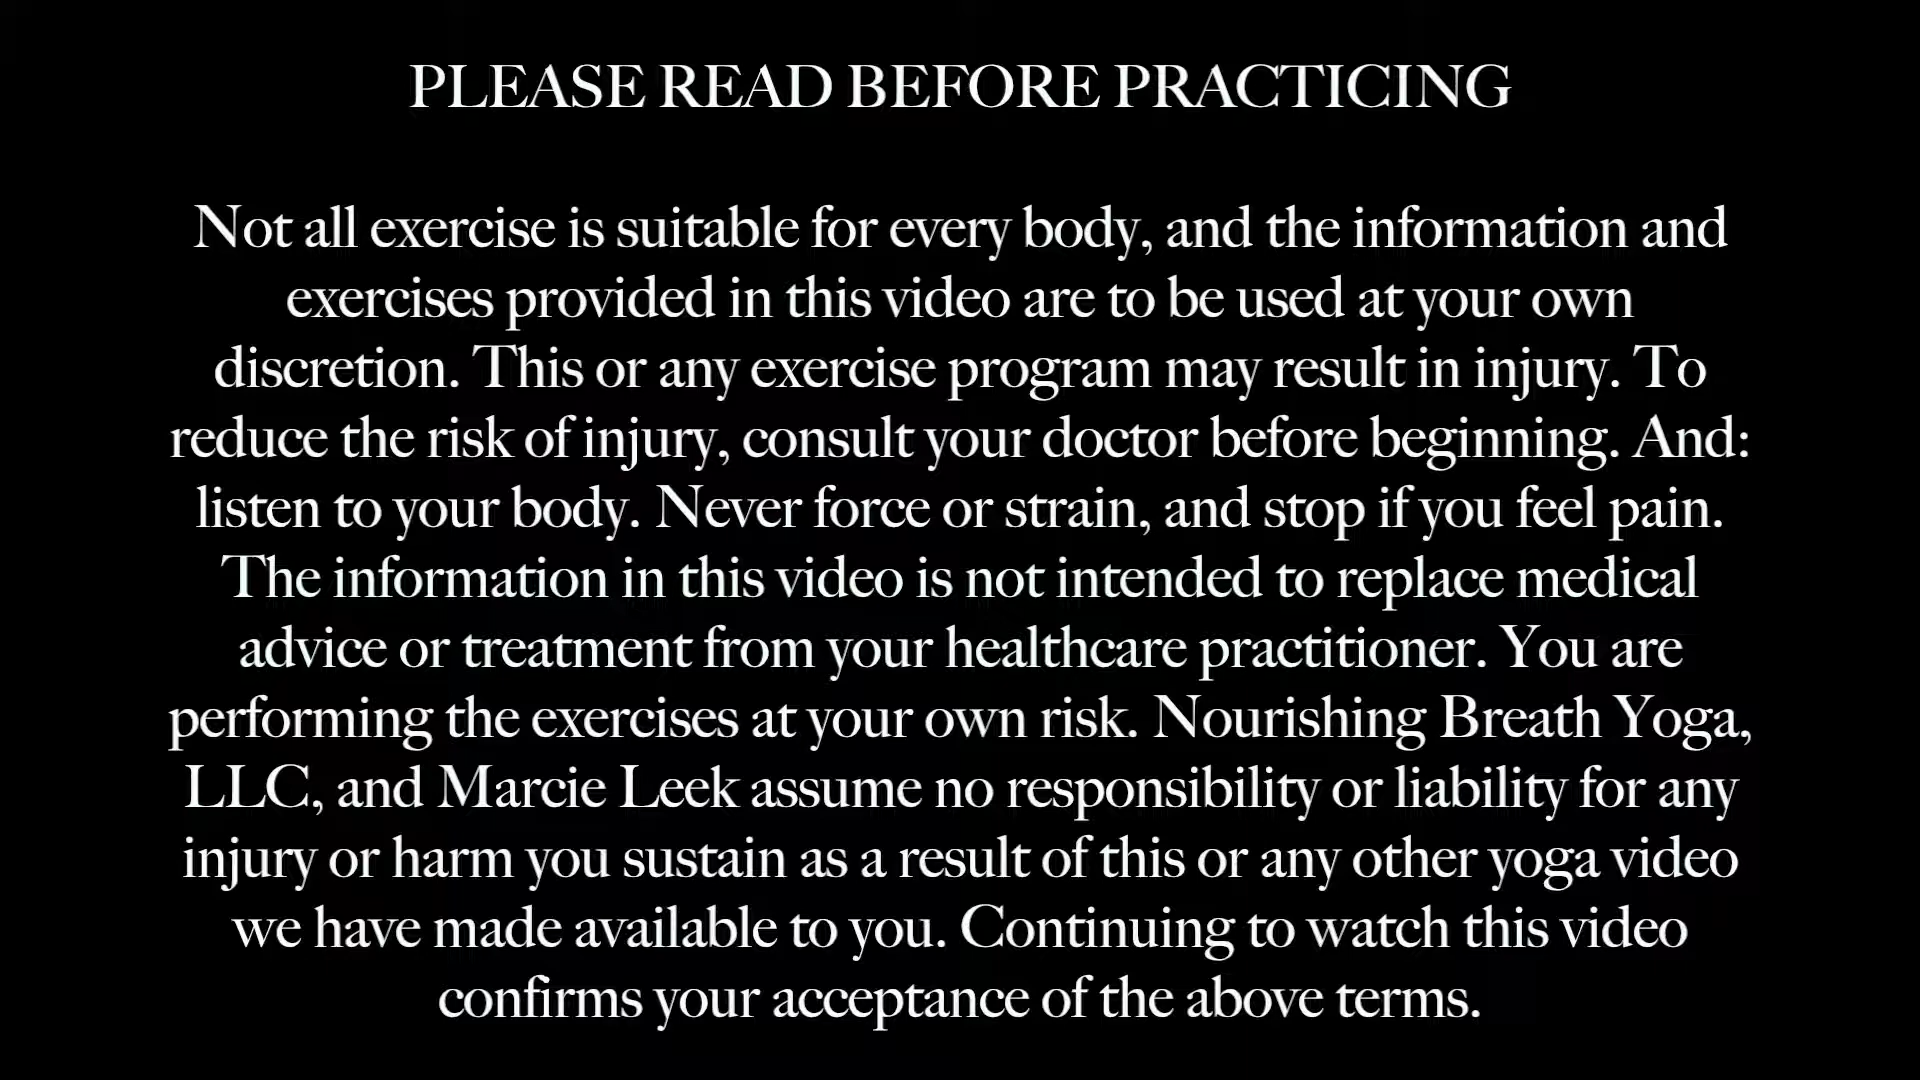 PLEASE READ BEFORE PRACTICING
Not all exercise is suitable for every body, and the information and
exercises provided in this video are to be used at your own
discretion. This or any exercise program may result in injury. To
reduce the risk of injury, consult your doctor before beginning. And:
listen to your body. Never force or strain, and stop if you feel pain.
The information in this video is not intended to replace medical
advice or treatment from your healthcare practitioner. You are
performing the exercises at your own risk. Nourishing Breath Yoga,
LLC, and Marcie Leek assume no responsibility or liability for any
injury or harm you sustain as a result of this or any other yoga video
we have made available to you. Continuing to watch this video
confirms your acceptance of the above terms.